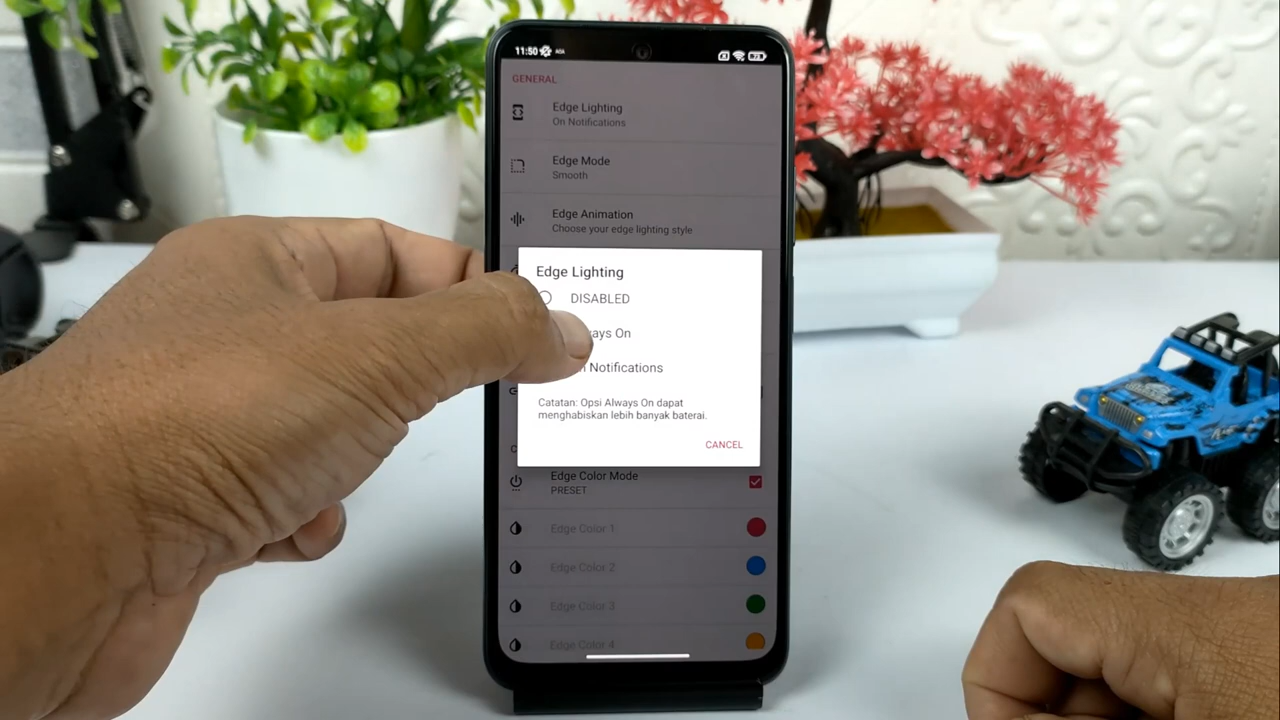 11:50
GENERAL
Edge Lighting
On Notifications
Edge Mode
Smooth
Edge Animation
Choose your edge lighting style
Edge Lighting
DISABLED
ways On
Notifications
Catatan: Opsi Always On dapat
menghabiskan lebih banyak baterai.
CANCEL
Edge Color Mode
PRESET
Edge Color 1
Edge Color 2
Edge Color 3
Edge Color 4